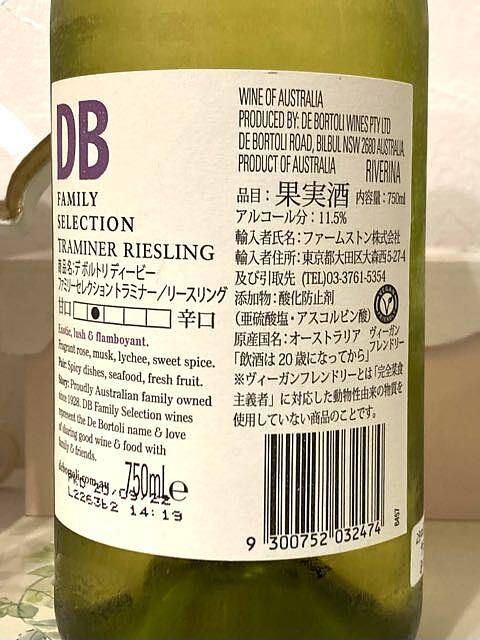 DB
FAMILY
SELECTION
TRAMINER RIESLING
商品名:デ ボルトリ ディービー
ファミリーセレクション トラミナー/リースリング
甘口 辛口
Exotic, lush & flamboyant.
Fragrant rose, musk, lychee, sweet spice.
Pair: Spicy dishes, seafood, fresh fruit.
Story: Proudly Australian family owned
since 1928, DB Family Selection wines
represent the De Bortoli name & love
of sharing good wine & food with
family & friends.
debortoli.com.au
750ml e
L2263B2 14:19
WINE OF AUSTRALIA
PRODUCED BY: DE BORTOLI WINES PTY LTD
DE BORTOLI ROAD, BILBUL NSW 2680 AUSTRALIA
PRODUCT OF AUSTRALIA RIVERINA
品目:果実酒 内容量:750ml
アルコール分:11.5%
輸入者氏名:ファームストン株式会社
輸入者住所:東京都大田区大森西5-27-4
及び引取先 (TEL)03-3761-5354
添加物:酸化防止剤
(亜硫酸塩・アスコルビン酸)
原産国名:オーストラリア ヴィーガン
フレンドリー
「飲酒は20歳になってから」
※ヴィーガンフレンドリーとは「完全菜食
主義者」に対応した動物性由来の物質を
使用していない商品のことです。
9 300752 032474
6457